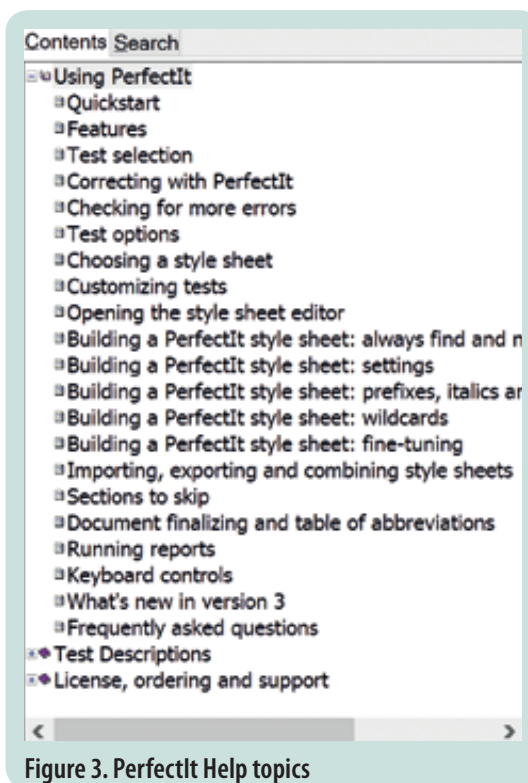 Contents Search
Using PerfectIt
Quickstart
Features
Test selection
Correcting with PerfectIt
Checking for more errors
Test options
Choosing a style sheet
Customizing tests
Opening the style sheet editor
Building a PerfectIt style sheet: always find and n
Building a PerfectIt style sheet: settings
Building a PerfectIt style sheet: prefixes, italics ar
Building a PerfectIt style sheet: wildcards
Building a PerfectIt style sheet: fine-tuning
Importing, exporting and combining style sheets
Sections to skip
Document finalizing and table of abbreviations
Running reports
Keyboard controls
What's new in version 3
Frequently asked questions
Test Descriptions
License, ordering and support
Figure 3. PerfectIt Help topics